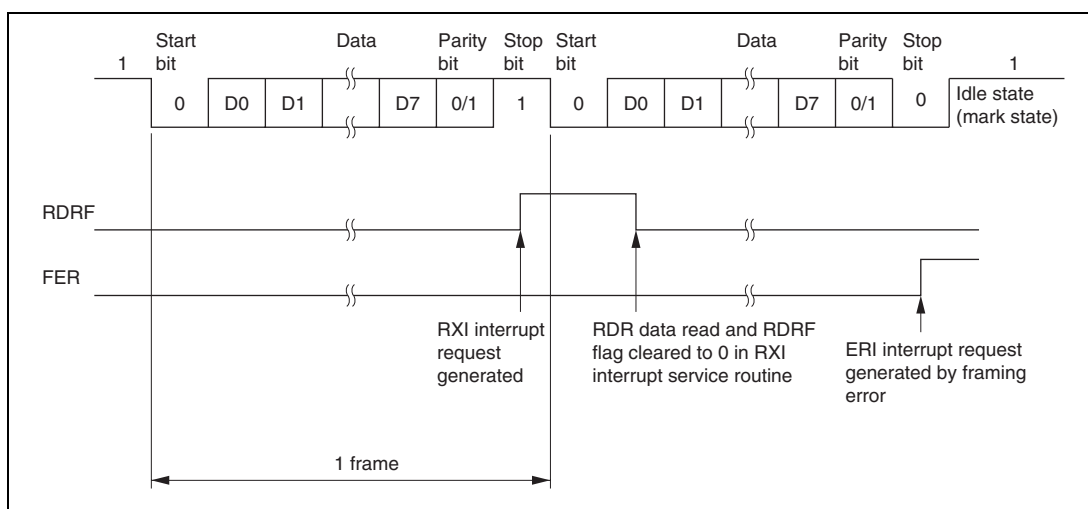 Start Data Parity Stop Start Data Parity Stop
1 bit bit bit bit bit bit 1
0 D0 D1 D7 0/1 1 0 D0 D1 D7 0/1 0 Idle state
(mark state)
RDRF
FER
RXI interrupt
request
generated
RDR data read and RDRF
flag cleared to 0 in RXI
interrupt service routine
ERI interrupt request
generated by framing
error
1 frame